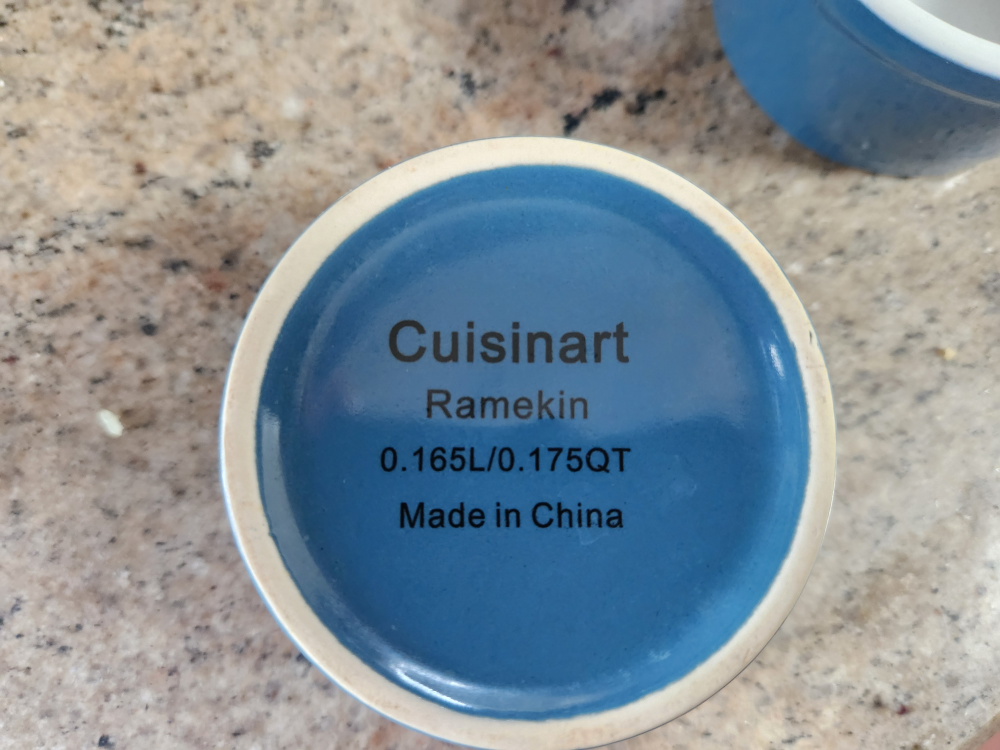 Cuisinart
Ramekin
0.165L/0.175QT
Made in China